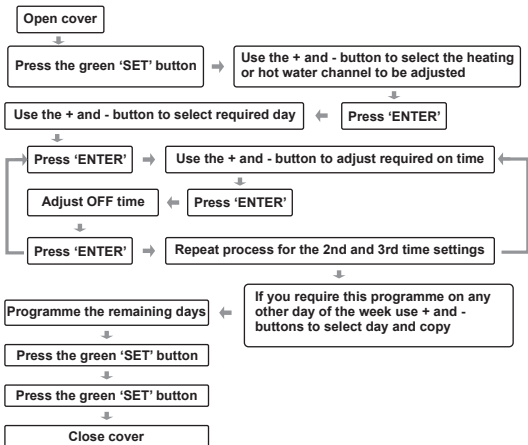 Open cover
Press the green ‘SET’ button
Use the + and - button to select the heating
or hot water channel to be adjusted
Press ‘ENTER’
Use the + and - button to select required day
Press ‘ENTER’
Use the + and - button to adjust required on time
Press ‘ENTER’
Adjust OFF time
Press ‘ENTER’
Repeat process for the 2nd and 3rd time settings
If you require this programme on any
other day of the week use + and -
buttons to select day and copy
Programme the remaining days
Press the green ‘SET’ button
Press the green ‘SET’ button
Close cover